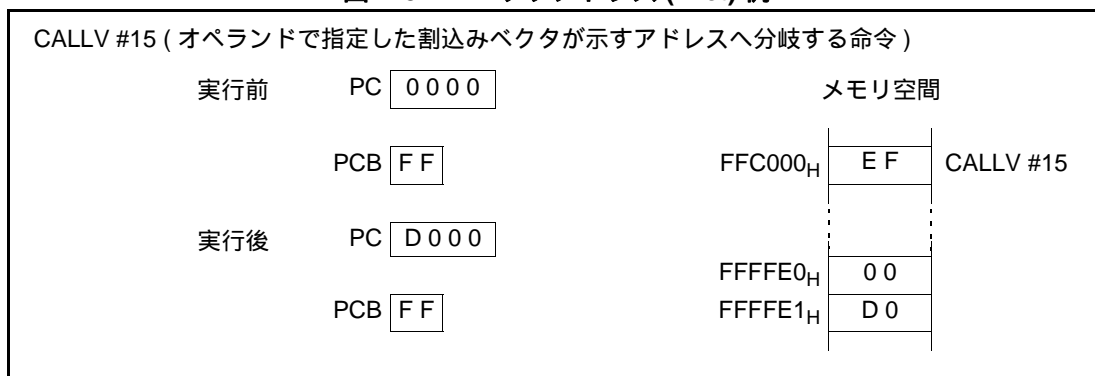 CALLV #15 ( オペランドで指定した割込みベクタが示すアドレスへ分岐する命令 )
実行前 PC 0 0 0 0 メモリ空間
PCB F F FFC000H E F CALLV #15
実行後 PC D 0 0 0
FFFFE0H 0 0
PCB F F FFFFE1H D 0